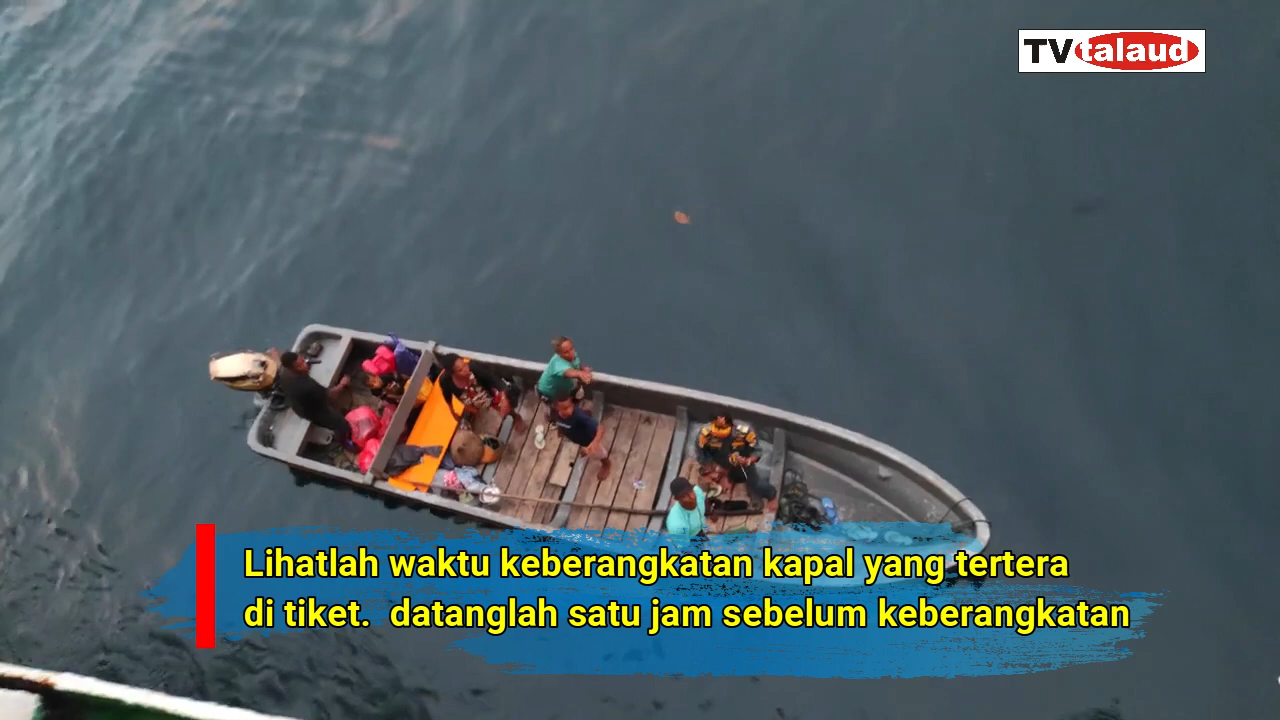 TVtalaud
Lihatlah waktu keberangkatan kapal yang tertera
di tiket.  datanglah satu jam sebelum keberangkatan